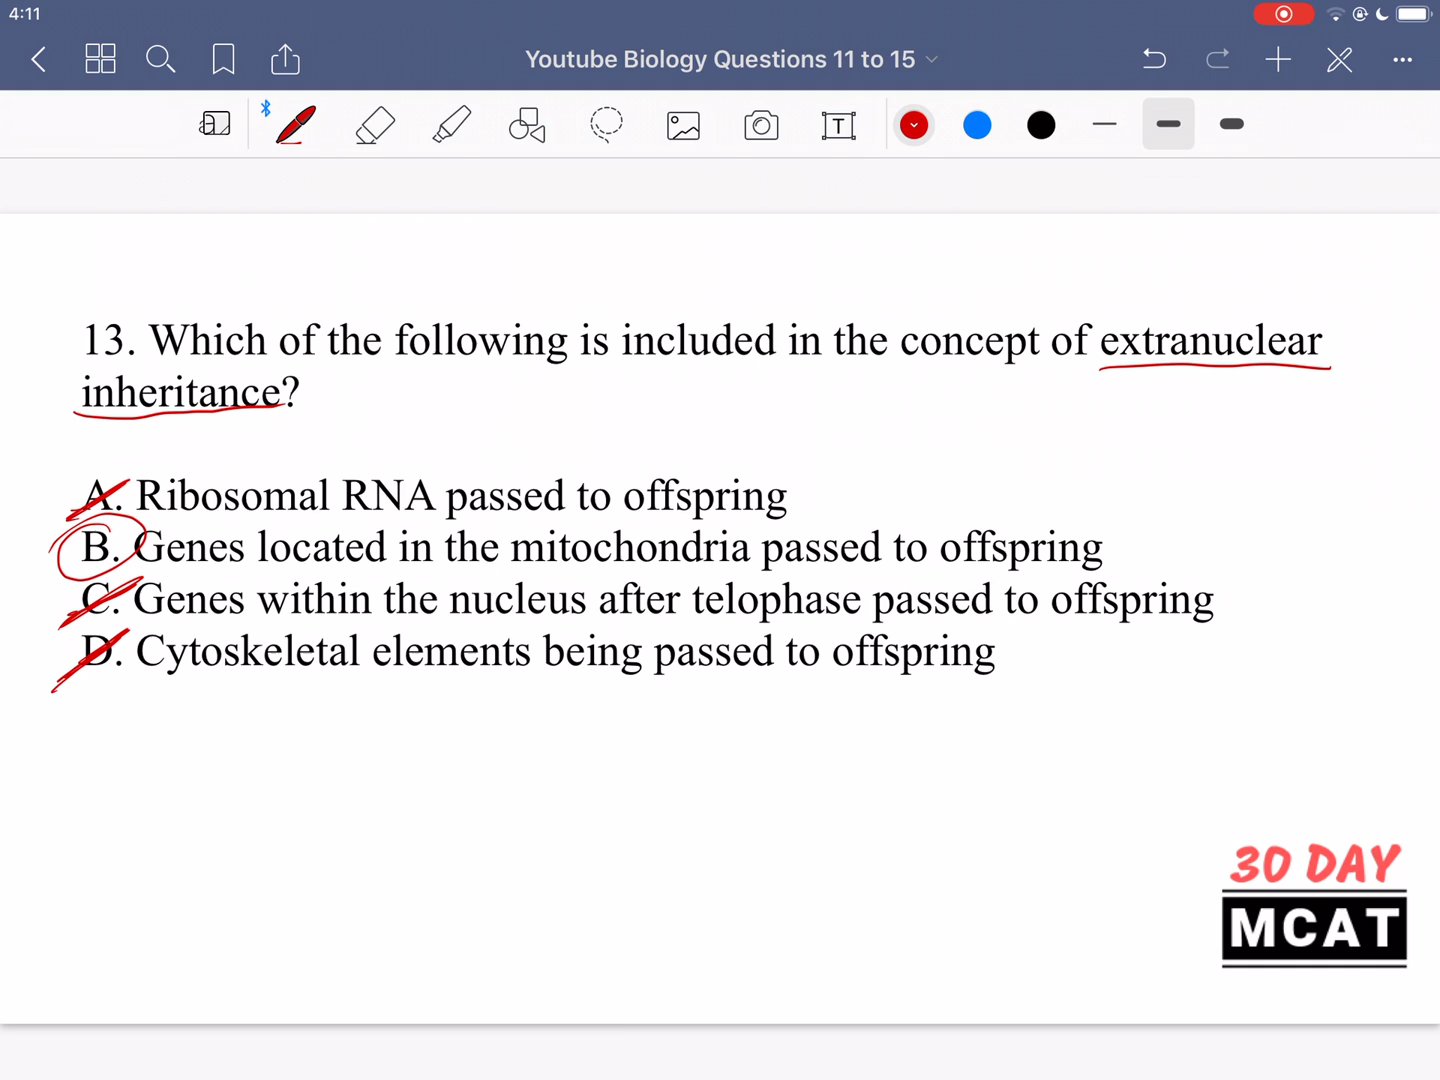 4:11
Youtube Biology Questions 11 to 15
T
13. Which of the following is included in the concept of extranuclear
inheritance?
A. Ribosomal RNA passed to offspring
B. Genes located in the mitochondria passed to offspring
C. Genes within the nucleus after telophase passed to offspring
D. Cytoskeletal elements being passed to offspring
30 DAY
MCAT